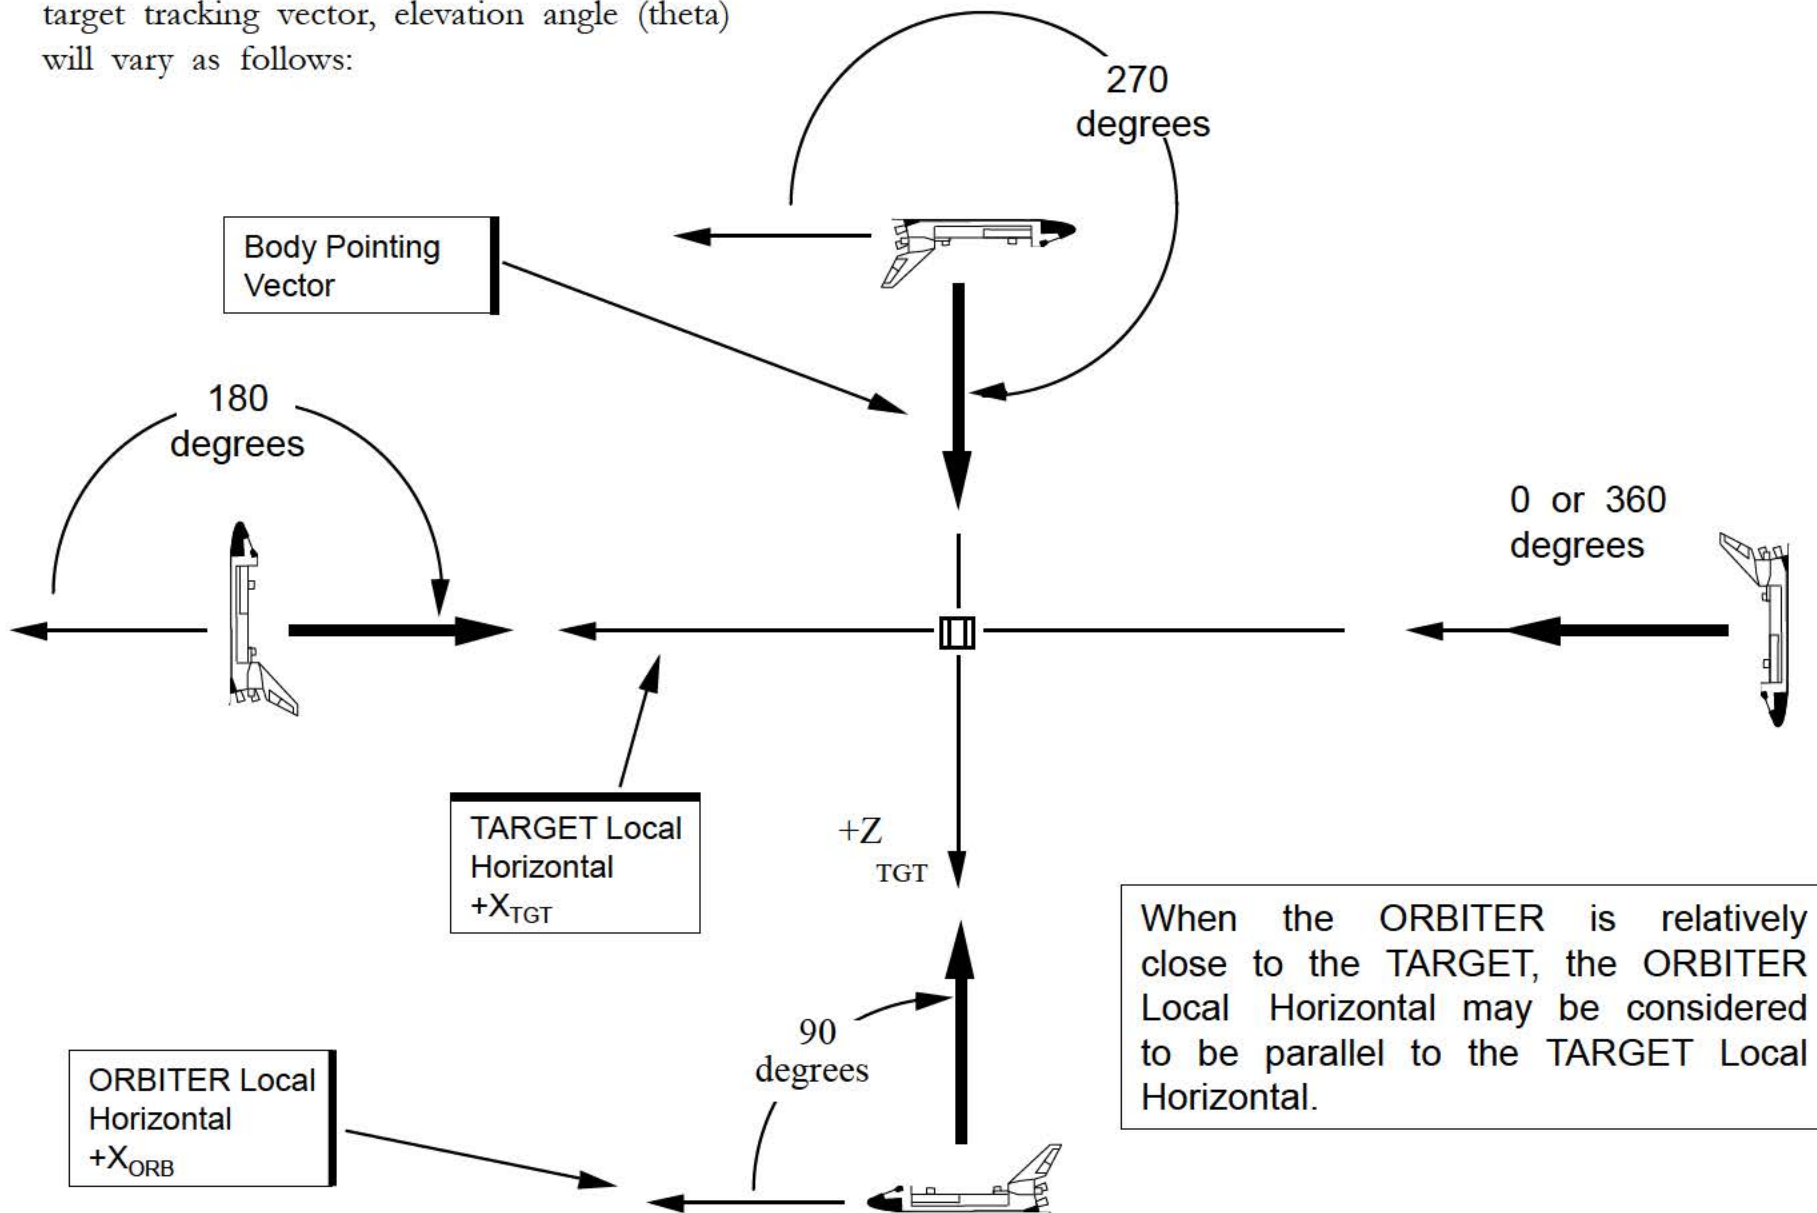 target tracking vector, elevation angle (theta)
will vary as follows:
270
degrees
Body Pointing
Vector
180
degrees
0 or 360
degrees
TARGET Local
Horizontal
+X_TGT
+Z
TGT
When the ORBITER is relatively
close to the TARGET, the ORBITER
Local Horizontal may be considered
to be parallel to the TARGET Local
Horizontal.
90
degrees
ORBITER Local
Horizontal
+X_ORB